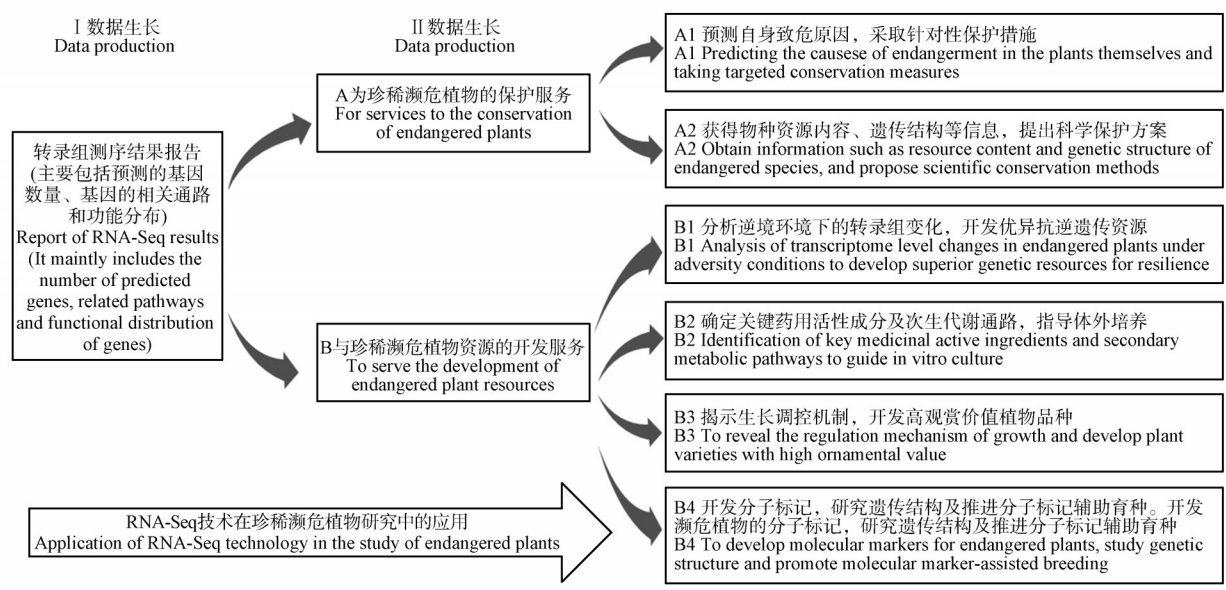 Ⅰ 数据生长
Data production
Ⅱ 数据生长
Data production
转录组测序结果报告
(主要包括预测的基因
数量、基因的相关通路
和功能分布)
Report of RNA-Seq results
(It maintly includes the
number of predicted
genes, related pathways
and functional distribution
of genes)
A为珍稀濒危植物的保护服务
For services to the conservation
of endangered plants
B与珍稀濒危植物资源的开发服务
To serve the development of
endangered plant resources
A1 预测自身致危原因，采取针对性保护措施
A1 Predicting the causese of endangerment in the plants themselves and
taking targeted conservation measures
A2 获得物种资源内容、遗传结构等信息，提出科学保护方案
A2 Obtain information such as resource content and genetic structure of
endangered species, and propose scientific conservation methods
B1 分析逆境环境下的转录组变化，开发优异抗逆遗传资源
B1 Analysis of transcriptome level changes in endangered plants under
adversity conditions to develop superior genetic resources for resilience
B2 确定关键药用活性成分及次生代谢通路，指导体外培养
B2 Identification of key medicinal active ingredients and secondary
metabolic pathways to guide in vitro culture
B3 揭示生长调控机制，开发高观赏价值植物品种
B3 To reveal the regulation mechanism of growth and develop plant
varieties with high ornamental value
B4 开发分子标记，研究遗传结构及推进分子标记辅助育种。开发
濒危植物的分子标记，研究遗传结构及推进分子标记辅助育种
B4 To develop molecular markers for endangered plants, study genetic
structure and promote molecular marker-assisted breeding
RNA-Seq技术在珍稀濒危植物研究中的应用
Application of RNA-Seq technology in the study of endangered plants